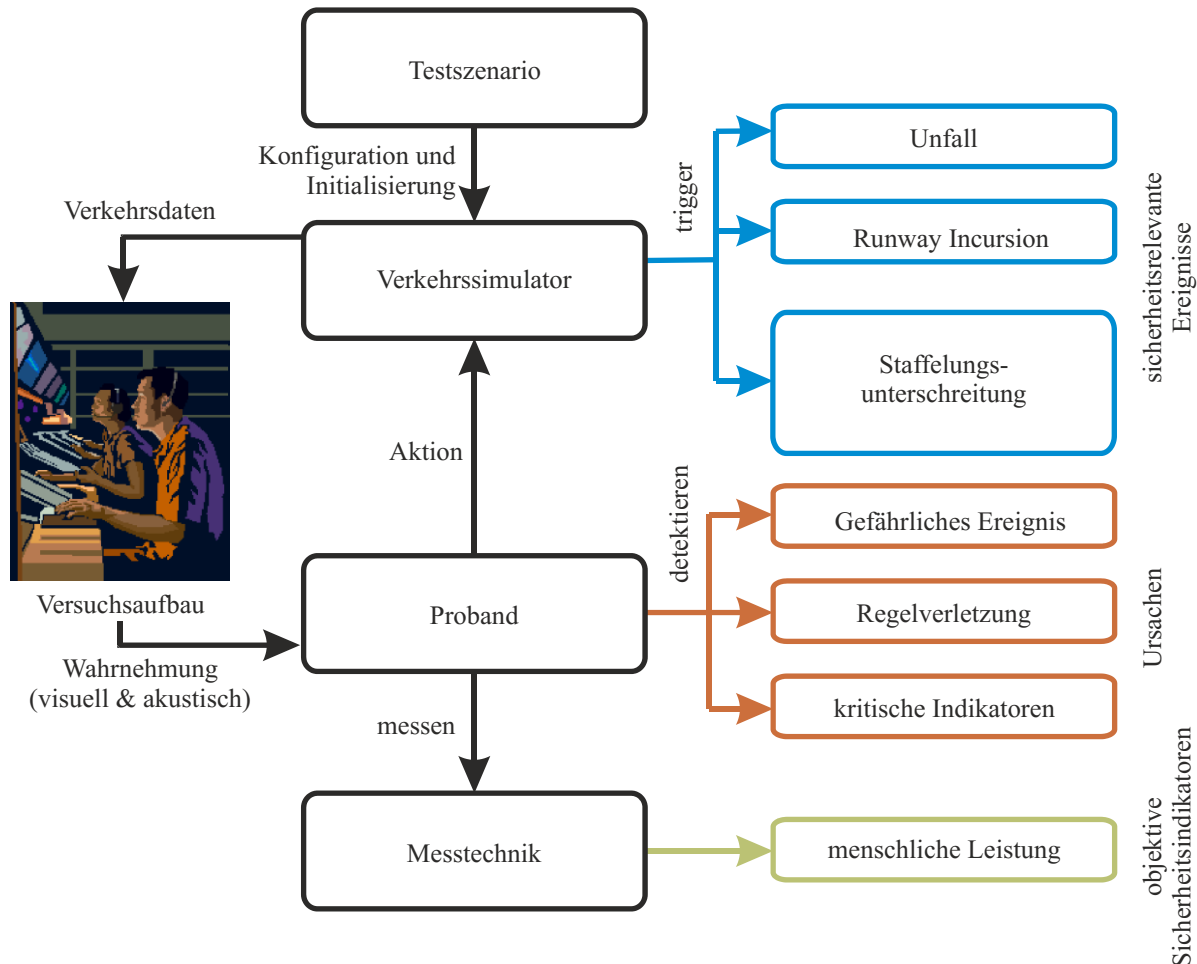 Testszenario
Konfiguration und
Initialisierung
Verkehrsdaten
Verkehrssimulator
trigger
Unfall
Runway Incursion
Staffelungs-
unterschreitung
sicherheitsrelevante
Ereignisse
Aktion
Versuchsaufbau
Wahrnehmung
(visuell & akustisch)
Proband
detektieren
Gefährliches Ereignis
Regelverletzung
kritische Indikatoren
Ursachen
messen
Messtechnik
menschliche Leistung
objektive
Sicherheitsindikatoren